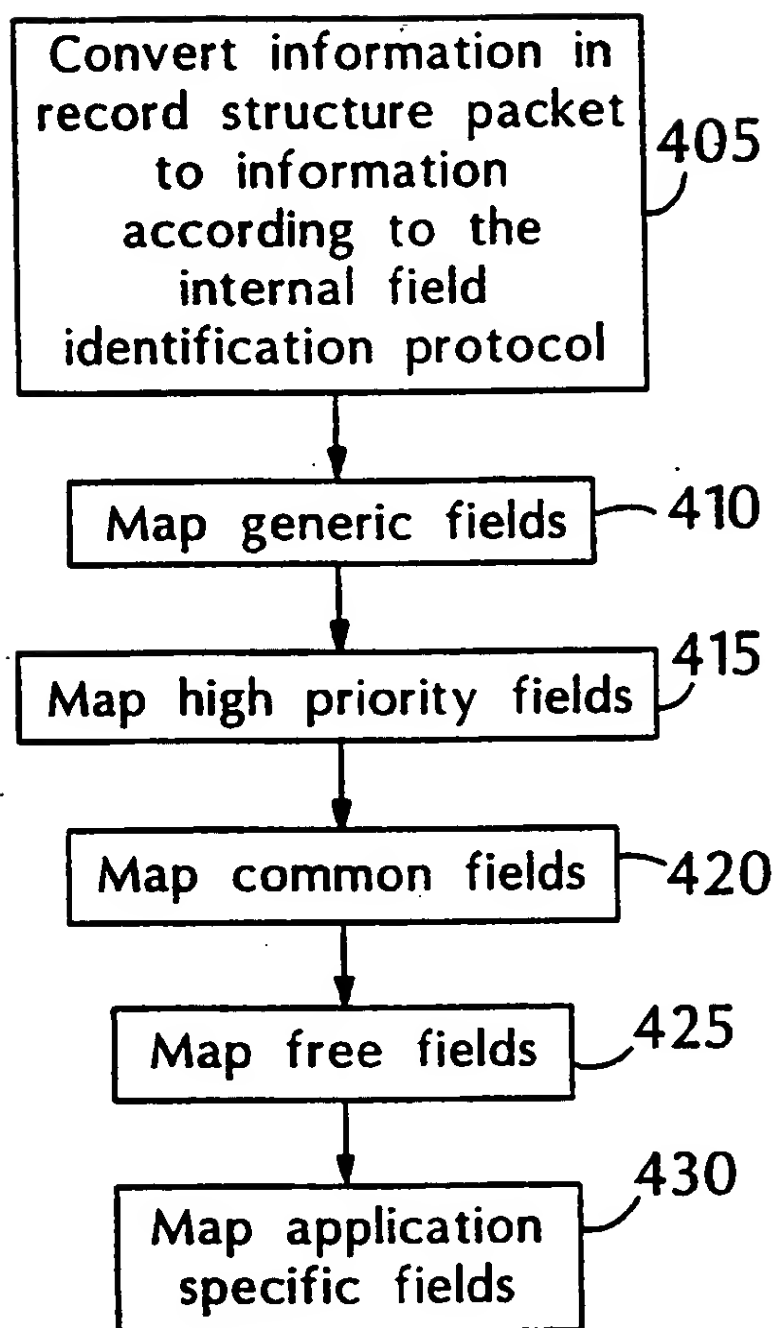 Convert information in
record structure packet
to information
according to the
internal field
identification protocol
405
Map generic fields
410
Map high priority fields
415
Map common fields
420
Map free fields
425
Map application
specific fields
430